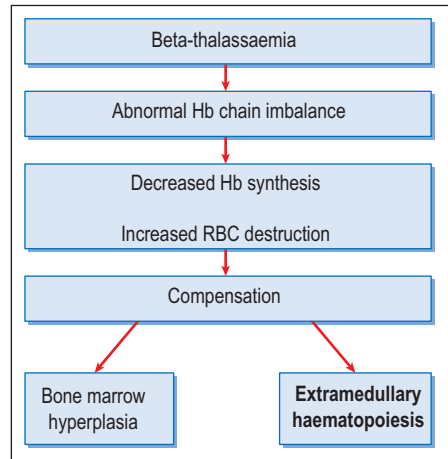 Beta-thalassaemia
Abnormal Hb chain imbalance
Decreased Hb synthesis
Increased RBC destruction
Compensation
Bone marrow
hyperplasia
Extramedullary
haematopoiesis